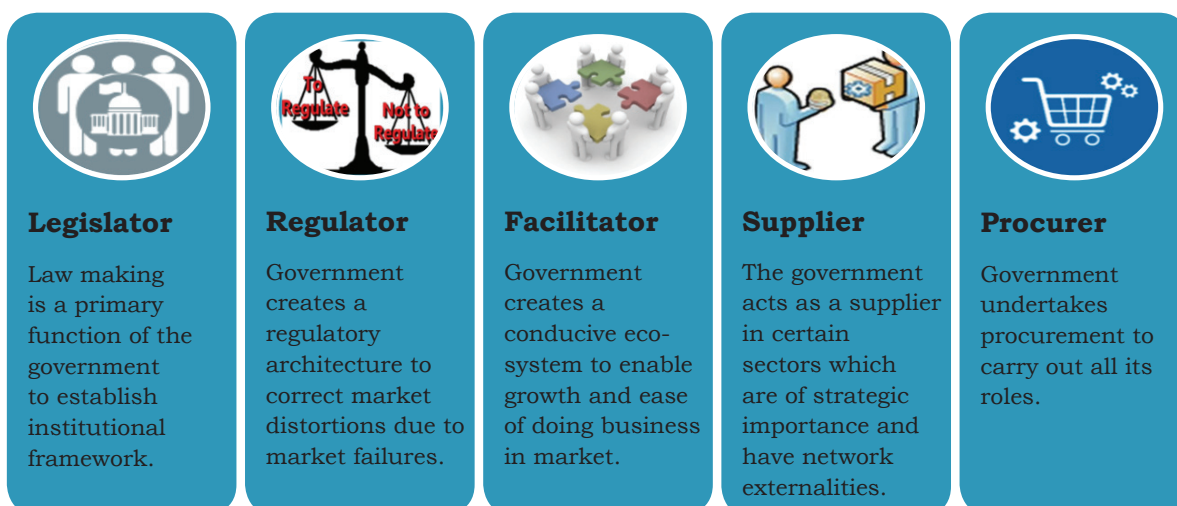 To
Regulate
Not to
Regulate
Legislator
Law making
is a primary
function of the
government
to establish
institutional
framework.
Regulator
Government
creates a
regulatory
architecture to
correct market
distortions due to
market failures.
Facilitator
Government
creates a
conducive eco-
system to enable
growth and ease
of doing business
in market.
Supplier
The government
acts as a supplier
in certain
sectors which
are of strategic
importance and
have network
externalities.
Procurer
Government
undertakes
procurement to
carry out all its
roles.